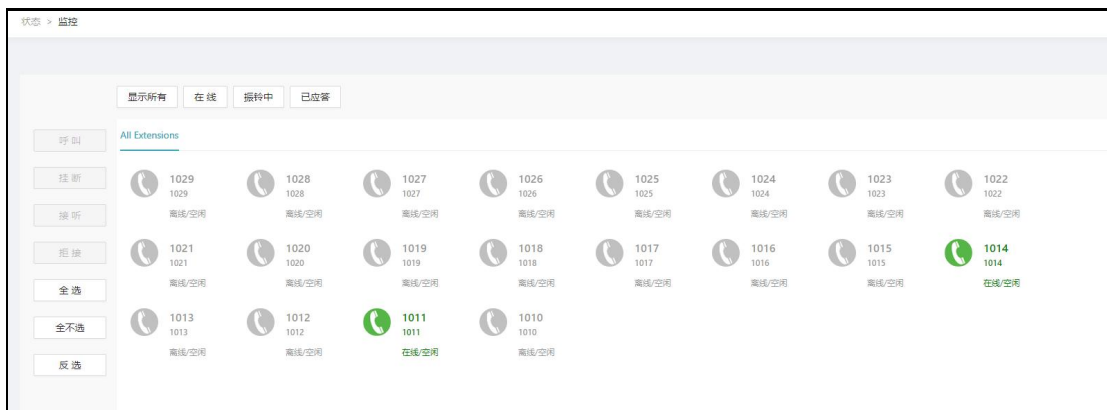 状态 > 监控
显示所有 在 线 振铃中 已应答
呼 叫
挂 断
接 听
拒 接
全 选
全不选
反 选
All Extensions
1029 1028 1027 1026 1025 1024 1023 1022
1029 1028 1027 1026 1025 1024 1023 1022
离线/空闲 离线/空闲 离线/空闲 离线/空闲 离线/空闲 离线/空闲 离线/空闲 离线/空闲
1021 1020 1019 1018 1017 1016 1015 1014
1021 1020 1019 1018 1017 1016 1015 1014
离线/空闲 离线/空闲 离线/空闲 离线/空闲 离线/空闲 离线/空闲 离线/空闲 在线/空闲
1013 1012 1011 1010
1013 1012 1011 1010
离线/空闲 离线/空闲 在线/空闲 离线/空闲